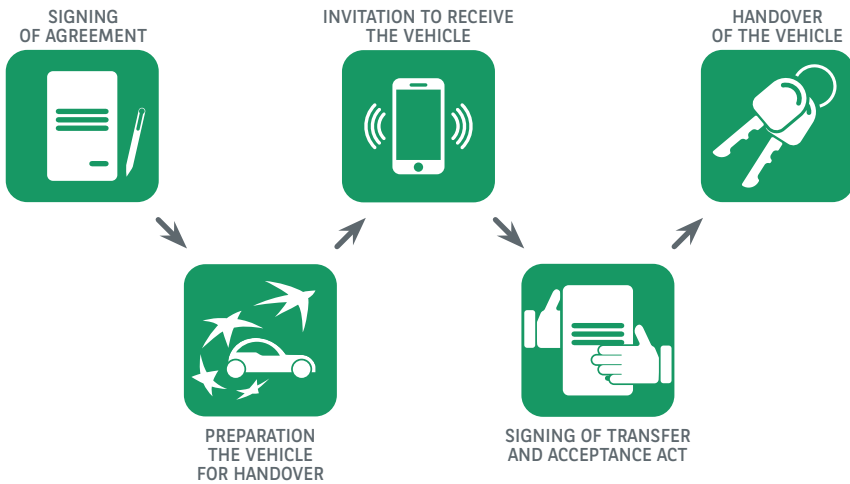 SIGNING
OF AGREEMENT
PREPARATION
THE VEHICLE
FOR HANDOVER
INVITATION TO RECEIVE
THE VEHICLE
SIGNING OF TRANSFER
AND ACCEPTANCE ACT
HANDOVER
OF THE VEHICLE